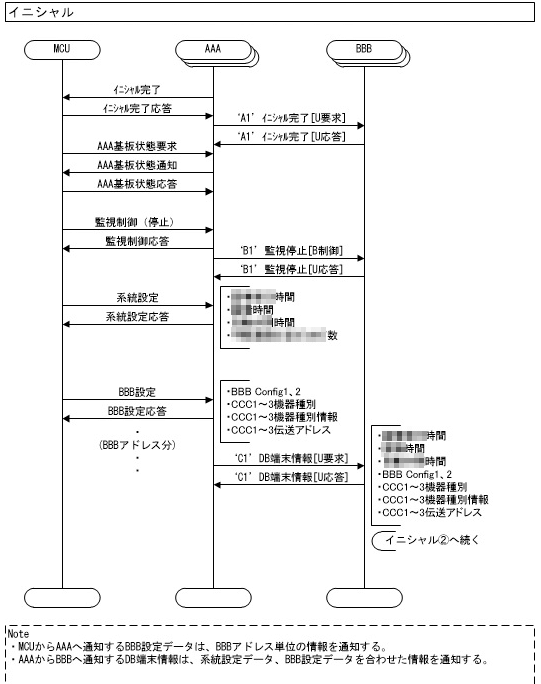 イニシャル
MCU
AAA
BBB
イニシャル完了
イニシャル完了応答
'A1' イニシャル完了[U要求]
'A1' イニシャル完了[U応答]
AAA基板状態要求
AAA基板状態通知
AAA基板状態応答
監視制御（停止）
監視制御応答
'B1' 監視停止[B制御]
'B1' 監視停止[U応答]
系統設定
系統設定応答
・時間
・時間
・時間
・数
BBB設定
BBB設定応答
・
(BBBアドレス分)
・
・
・BBB Config1、2
・CCC1～3機器種別
・CCC1～3機器種別情報
・CCC1～3伝送アドレス
'C1' DB端末情報[U要求]
'C1' DB端末情報[U応答]
・時間
・時間
・時間
・BBB Config1、2
・CCC1～3機器種別
・CCC1～3機器種別情報
・CCC1～3伝送アドレス
イニシャル②へ続く
Note
・MCUからAAAへ通知するBBB設定データは、BBBアドレス単位の情報を通知する。
・AAAからBBBへ通知するDB端末情報は、系統設定データ、BBB設定データを合わせた情報を通知する。